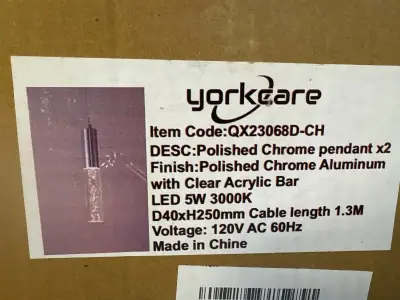 yorkcare
Item Code:QX23068D-CH
DESC:Polished Chrome pendant x2
Finish:Polished Chrome Aluminum
with Clear Acrylic Bar
LED 5W 3000K
D40xH250mm Cable length 1.3M
Voltage: 120V AC 60Hz
Made in China